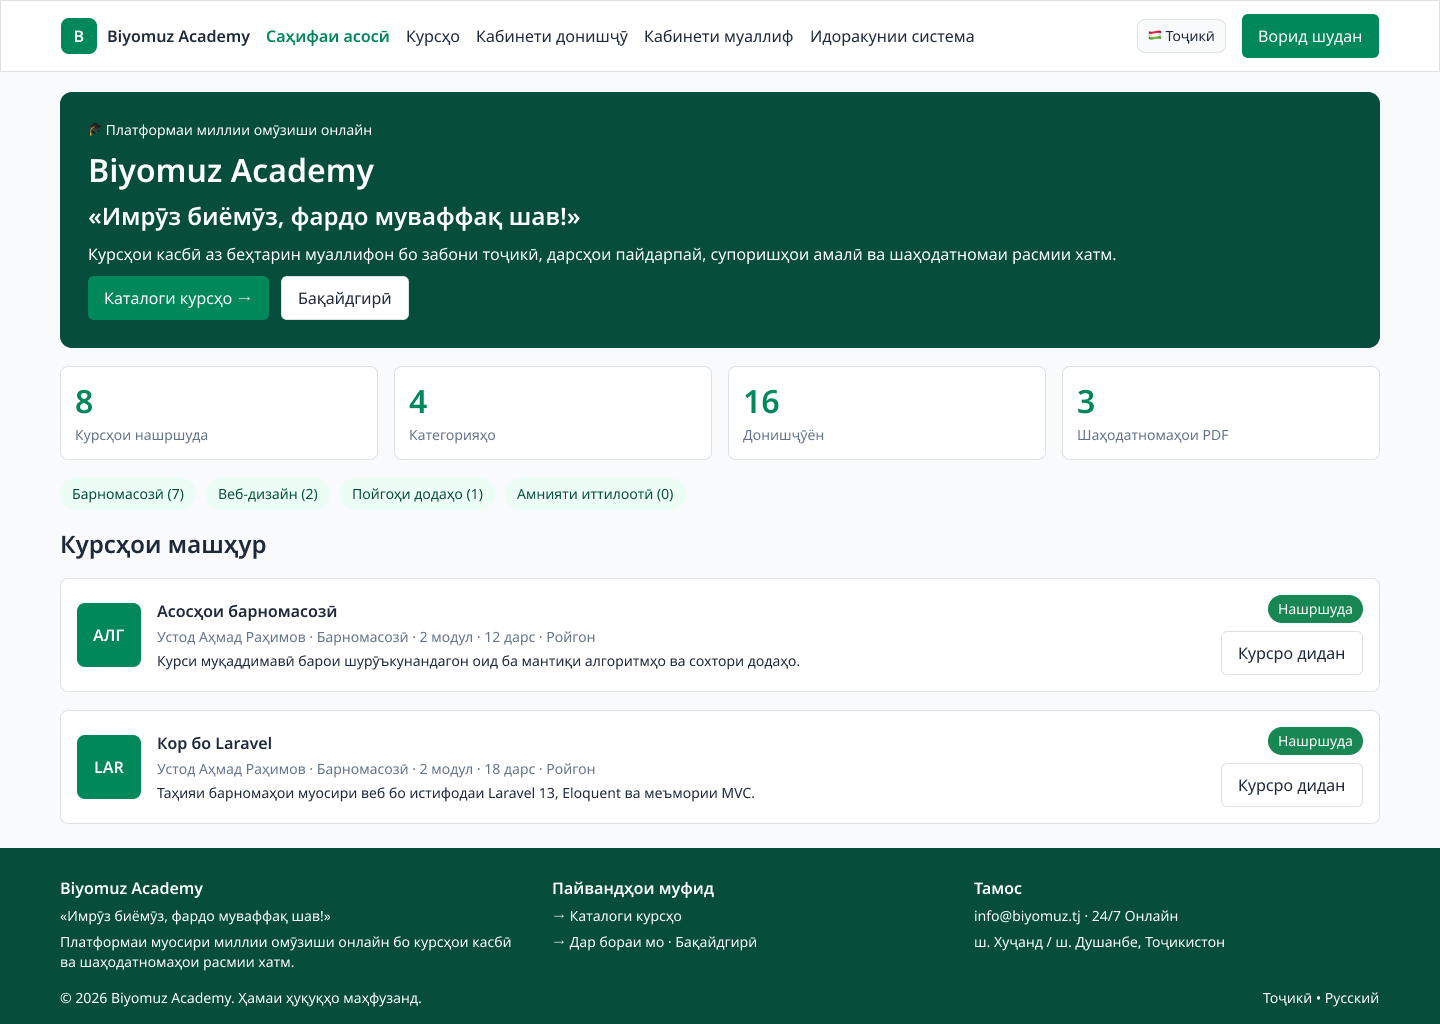 B Biyomuz Academy Саҳифаи асосӣ Курсҳо Кабинети донишҷӯ Кабинети муаллиф Идоракунии система Тоҷикӣ Ворид шудан
Платформаи миллии омӯзиши онлайн
Biyomuz Academy
«Имрӯз биёмӯз, фардо муваффақ шав!»
Курсҳои касбӣ аз беҳтарин муаллифон бо забони тоҷикӣ, дарсҳои пайдарпай, супоришҳои амалӣ ва шаҳодатномаи расмии хатм.
Каталоги курсҳо → Бақайдгирӣ
8 4 16 3
Курсҳои нашршуда Категорияҳо Донишҷӯён Шаҳодатномаҳои PDF
Барномасозӣ (7) Веб-дизайн (2) Пойгоҳи додаҳо (1) Амнияти иттилоотӣ (0)
Курсҳои машҳур
АЛГ
Асосҳои барномасозӣ
Устод Аҳмад Раҳимов · Барномасозӣ · 2 модул · 12 дарс · Ройгон
Курси муқаддимавӣ барои шурӯъкунандагон оид ба мантиқи алгоритмҳо ва сохтори додаҳо.
Нашршуда
Курсро дидан
LAR
Кор бо Laravel
Устод Аҳмад Раҳимов · Барномасозӣ · 2 модул · 18 дарс · Ройгон
Таҳияи барномаҳои муосири веб бо истифодаи Laravel 13, Eloquent ва меъмории MVC.
Нашршуда
Курсро дидан
Biyomuz Academy
«Имрӯз биёмӯз, фардо муваффақ шав!»
Платформаи муосири миллии омӯзиши онлайн бо курсҳои касбӣ
ва шаҳодатномаҳои расмии хатм.
Пайвандҳои муфид
→ Каталоги курсҳо
→ Дар бораи мо · Бақайдгирӣ
Тамос
info@biyomuz.tj · 24/7 Онлайн
ш. Хуҷанд / ш. Душанбе, Тоҷикистон
© 2026 Biyomuz Academy. Ҳамаи ҳуқуқҳо маҳфузанд.
Тоҷикӣ • Русский